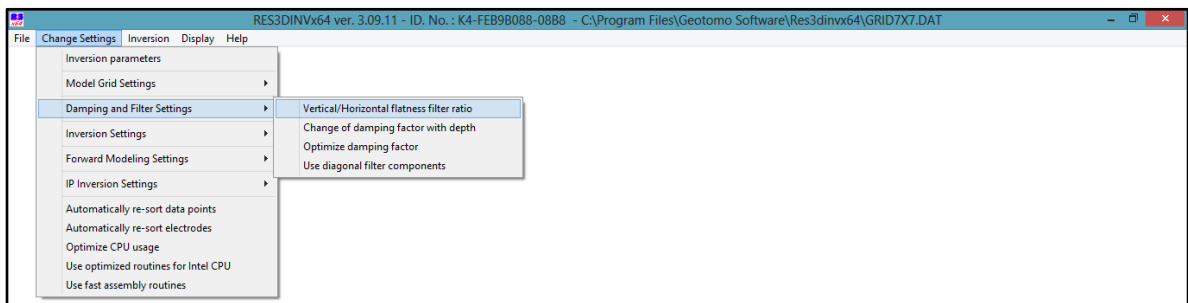 R3
x64
RES3DINVx64 ver. 3.09.11 - ID. No. : K4-FEB9B088-08B8 - C:\Program Files\Geotomo Software\Res3dinvx64\GRID7X7.DAT
File Change Settings Inversion Display Help
Inversion parameters
Model Grid Settings
Damping and Filter Settings
Vertical/Horizontal flatness filter ratio
Change of damping factor with depth
Optimize damping factor
Use diagonal filter components
Inversion Settings
Forward Modeling Settings
IP Inversion Settings
Automatically re-sort data points
Automatically re-sort electrodes
Optimize CPU usage
Use optimized routines for Intel CPU
Use fast assembly routines